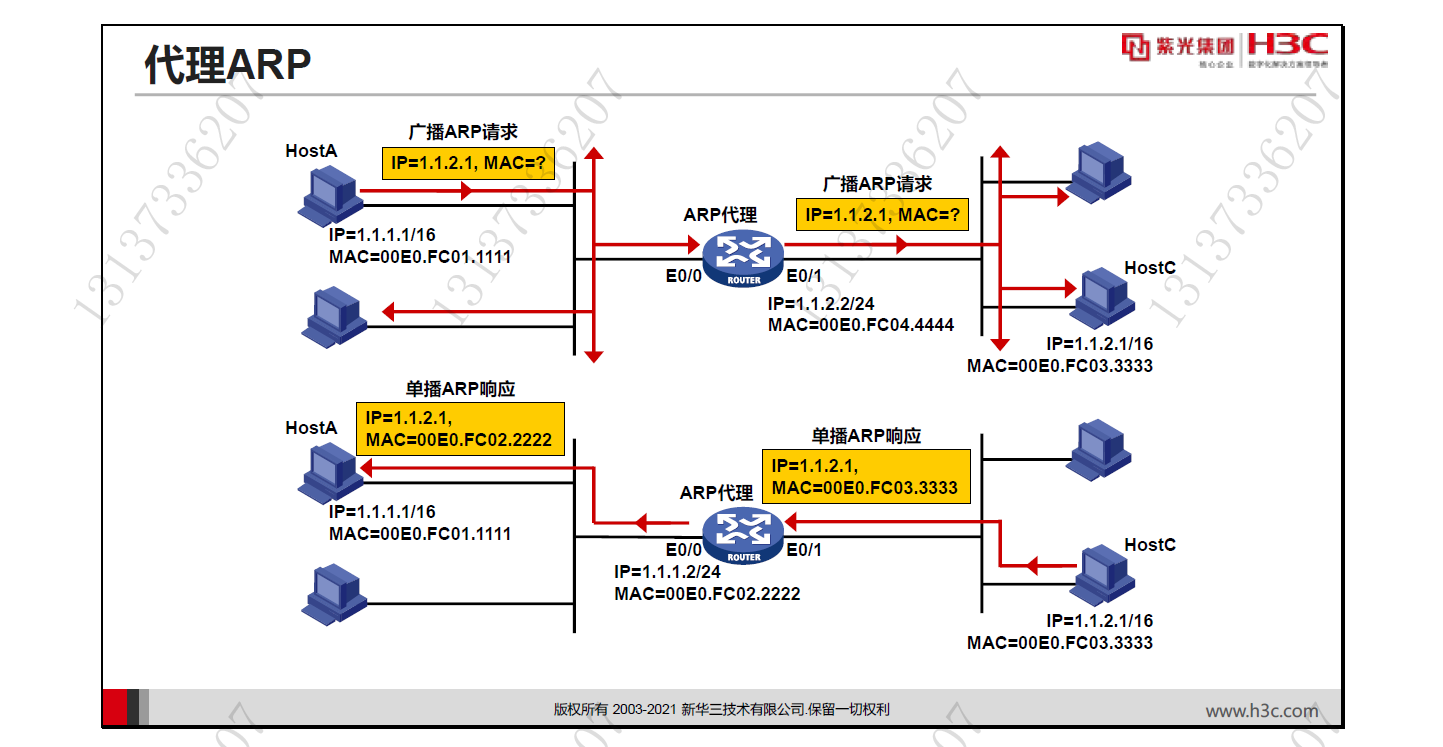 代理ARP
紫光集团
核心企业
H3C
数字化解决方案领导者
广播ARP请求
IP=1.1.2.1, MAC=?
HostA
IP=1.1.1.1/16
MAC=00E0.FC01.1111
ARP代理
ROUTER
E0/0
E0/1
广播ARP请求
IP=1.1.2.1, MAC=?
IP=1.1.2.2/24
MAC=00E0.FC04.4444
HostC
IP=1.1.2.1/16
MAC=00E0.FC03.3333
单播ARP响应
IP=1.1.2.1,
MAC=00E0.FC02.2222
HostA
IP=1.1.1.1/16
MAC=00E0.FC01.1111
单播ARP响应
IP=1.1.2.1,
MAC=00E0.FC03.3333
ARP代理
ROUTER
E0/0
E0/1
IP=1.1.1.2/24
MAC=00E0.FC02.2222
HostC
IP=1.1.2.1/16
MAC=00E0.FC03.3333
版权所有 2003-2021 新华三技术有限公司.保留一切权利
www.h3c.com
13137336207
13137336207
13137336207
13137336207